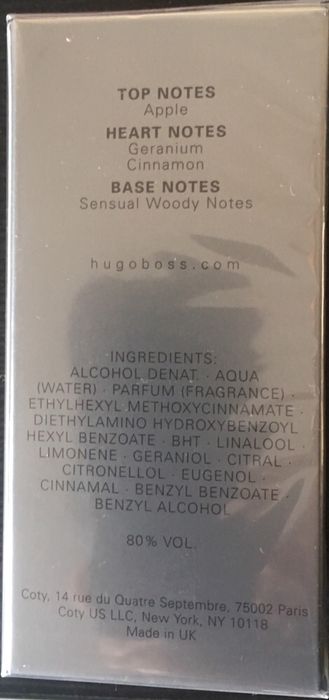 TOP NOTES
Apple
HEART NOTES
Geranium
Cinnamon
BASE NOTES
Sensual Woody Notes
hugoboss.com
INGREDIENTS:
ALCOHOL DENAT. · AQUA
(WATER) · PARFUM (FRAGRANCE) ·
ETHYLHEXYL METHOXYCINNAMATE ·
DIETHYLAMINO HYDROXYBENZOYL
HEXYL BENZOATE · BHT · LINALOOL ·
LIMONENE · GERANIOL · CITRAL ·
CITRONELLOL · EUGENOL ·
CINNAMAL · BENZYL BENZOATE ·
BENZYL ALCOHOL
80% VOL.
Coty, 14 rue du Quatre Septembre, 75002 Paris
Coty US LLC, New York, NY 10118
Made in UK